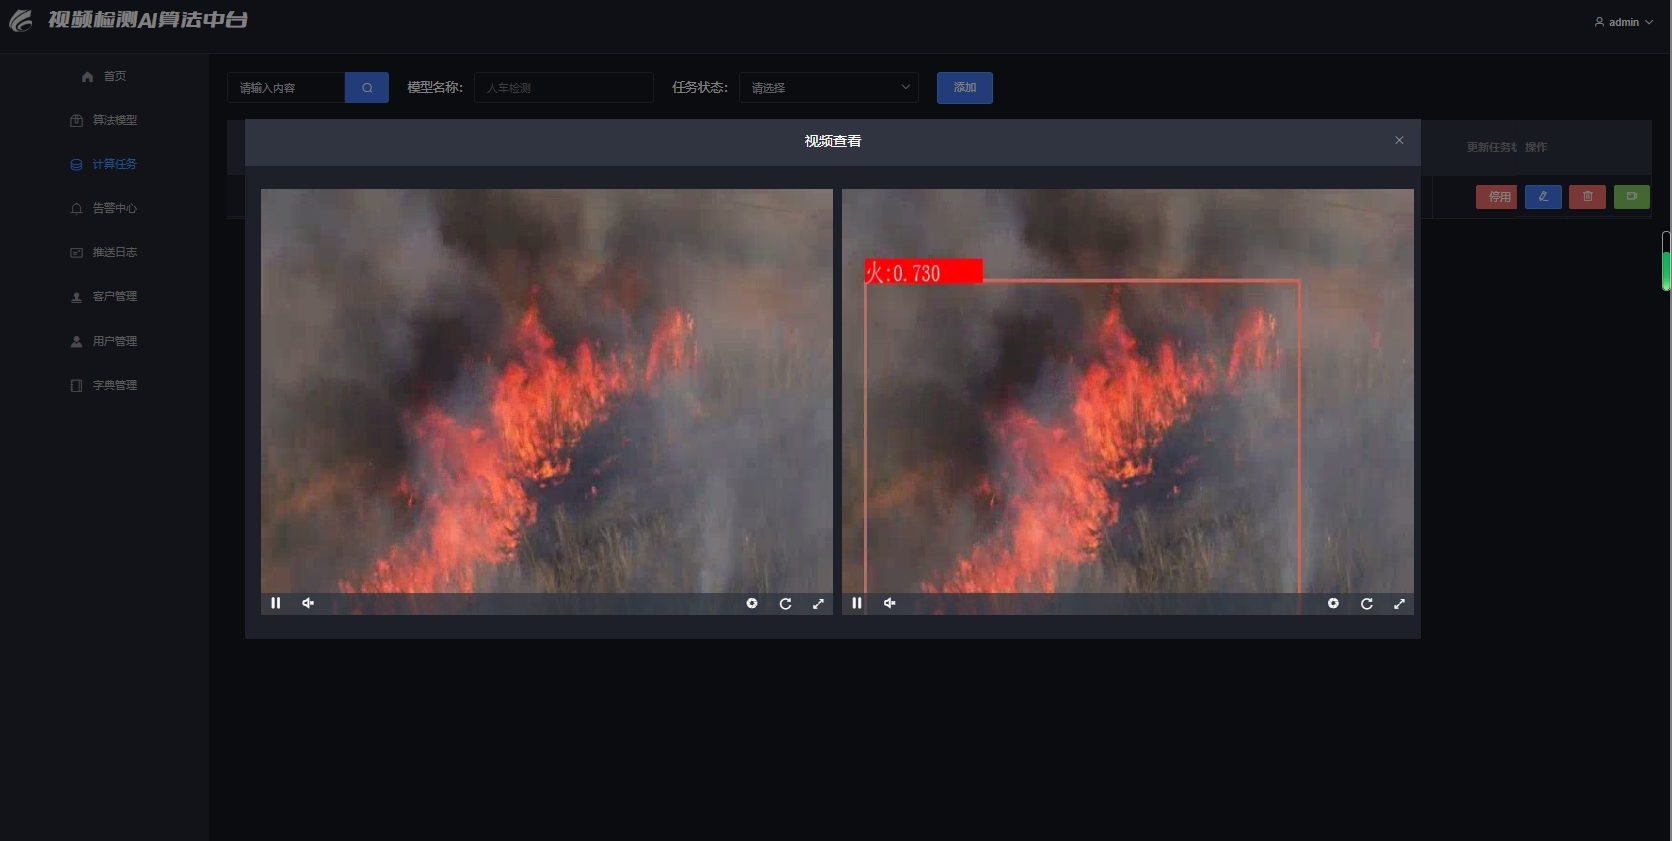 视频检测AI算法中台
admin
首页
算法模型
计算任务
告警中心
推送日志
客户管理
用户管理
字典管理
请输入内容
模型名称:
人车检测
任务状态:
请选择
添加
视频查看
更新任务状
操作
停用
火:0.730